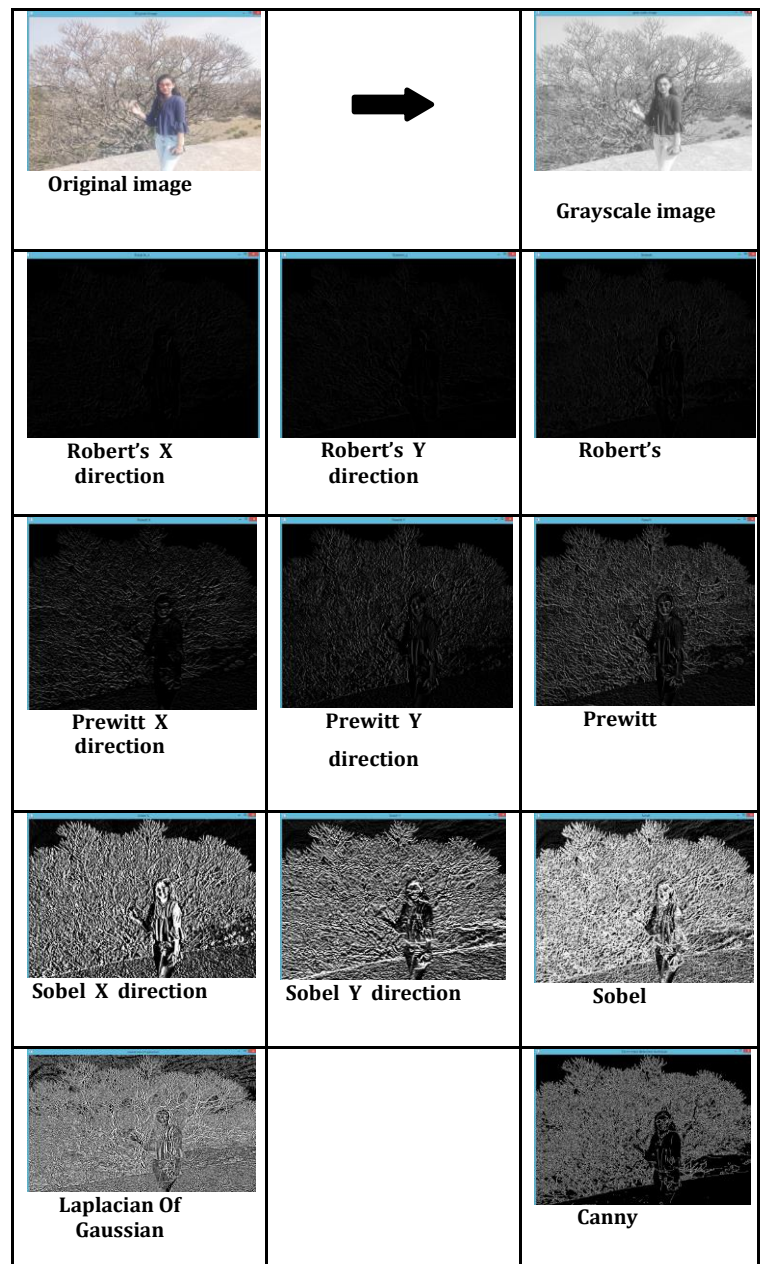 Original image
Grayscale image
Robert's X
direction
Robert's Y
direction
Robert's
Prewitt X
direction
Prewitt Y
direction
Prewitt
Sobel X direction
Sobel Y direction
Sobel
Laplacian Of
Gaussian
Canny